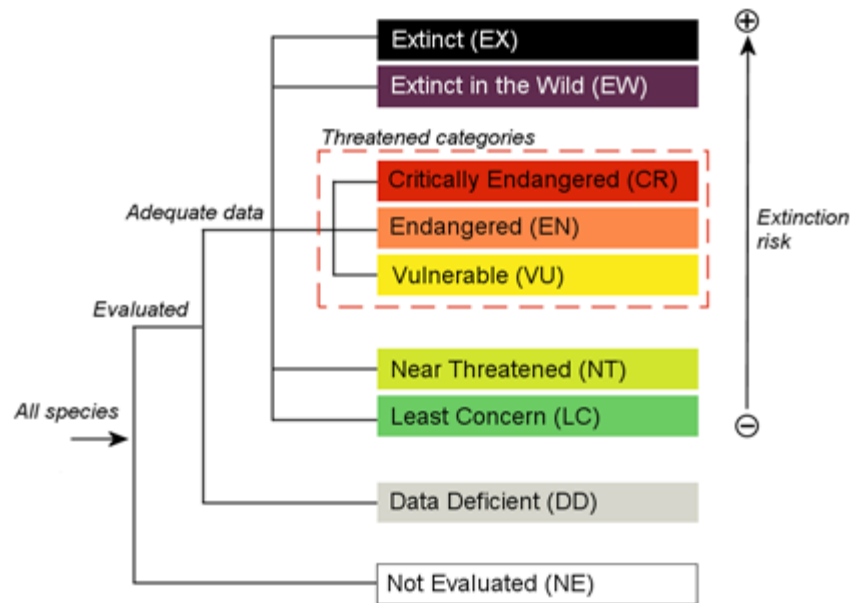 Extinct (EX)
Extinct in the Wild (EW)
Threatened categories
Critically Endangered (CR)
Adequate data
Endangered (EN)
Extinction
risk
Vulnerable (VU)
Evaluated
Near Threatened (NT)
All species
Least Concern (LC)
Data Deficient (DD)
Not Evaluated (NE)